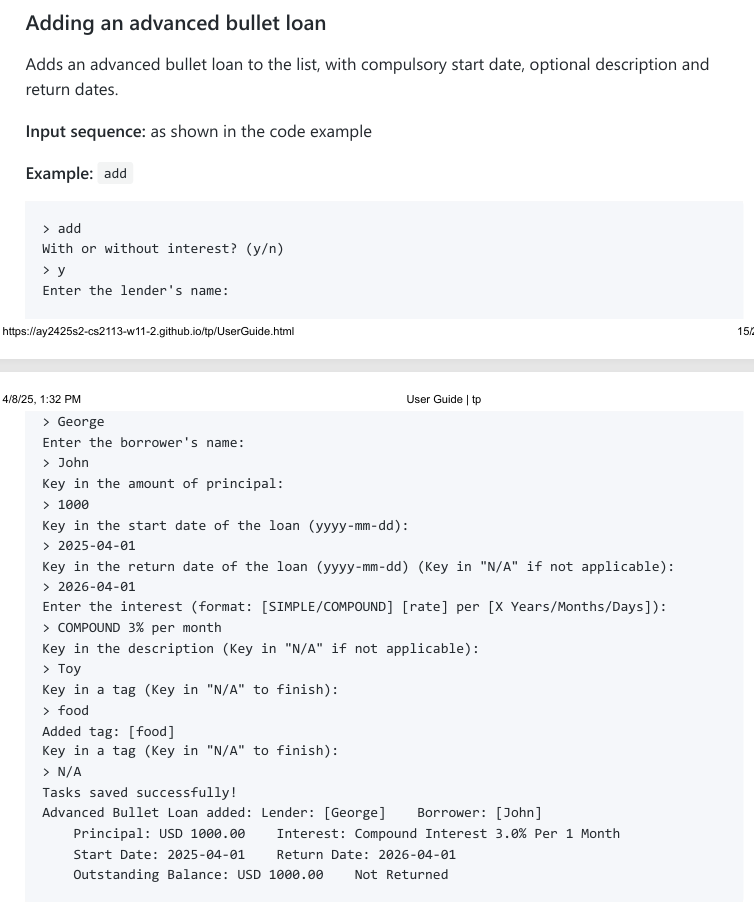 Adding an advanced bullet loan
Adds an advanced bullet loan to the list, with compulsory start date, optional description and
return dates.
Input sequence: as shown in the code example
Example: add
> add
With or without interest? (y/n)
> y
Enter the lender's name:
https://ay2425s2-cs2113-w11-2.github.io/tp/UserGuide.html 15/2
4/8/25, 1:32 PM User Guide | tp
> George
Enter the borrower's name:
> John
Key in the amount of principal:
> 1000
Key in the start date of the loan (yyyy-mm-dd):
> 2025-04-01
Key in the return date of the loan (yyyy-mm-dd) (Key in "N/A" if not applicable):
> 2026-04-01
Enter the interest (format: [SIMPLE/COMPOUND] [rate] per [X Years/Months/Days]):
> COMPOUND 3% per month
Key in the description (Key in "N/A" if not applicable):
> Toy
Key in a tag (Key in "N/A" to finish):
> food
Added tag: [food]
Key in a tag (Key in "N/A" to finish):
> N/A
Tasks saved successfully!
Advanced Bullet Loan added: Lender: [George]    Borrower: [John]
    Principal: USD 1000.00    Interest: Compound Interest 3.0% Per 1 Month
    Start Date: 2025-04-01    Return Date: 2026-04-01
    Outstanding Balance: USD 1000.00    Not Returned